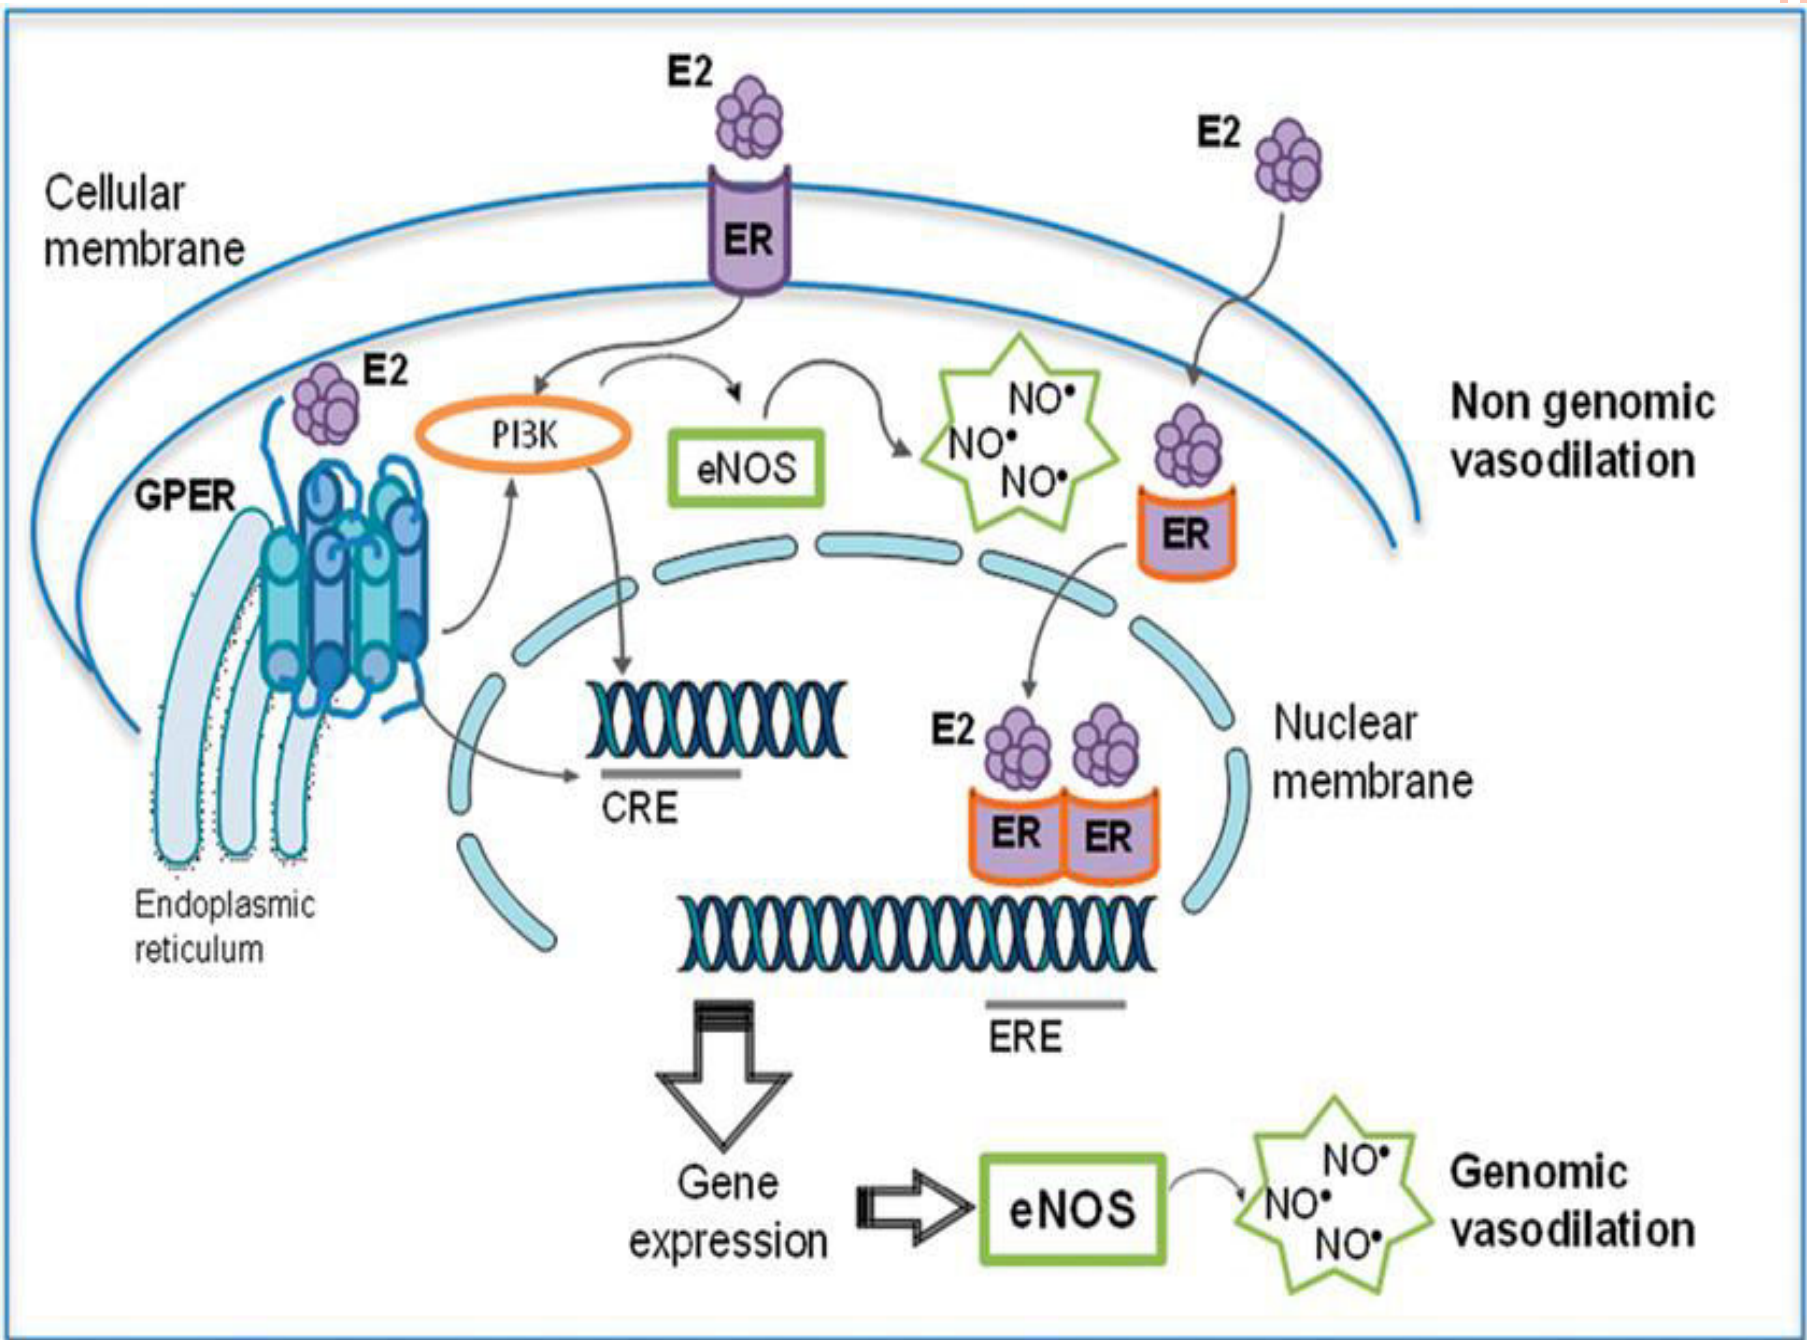 E2
E2
Cellular
membrane
ER
E2
NO•
NO•
NO•
PI3K
eNOS
Non genomic
vasodilation
GPER
ER
E2
Nuclear
membrane
CRE
ER
ER
Endoplasmic
reticulum
ERE
Gene
expression
eNOS
NO•
NO•
NO•
Genomic
vasodilation